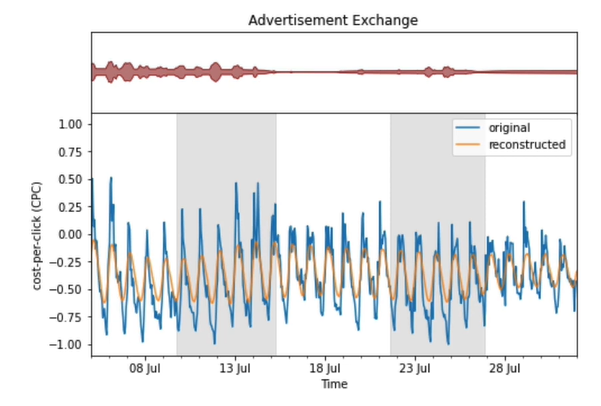 Advertisement Exchange
original
reconstructed
cost-per-click (CPC)
1.00
0.75
0.50
0.25
0.00
−0.25
−0.50
−0.75
−1.00
08 Jul
13 Jul
18 Jul
23 Jul
28 Jul
Time